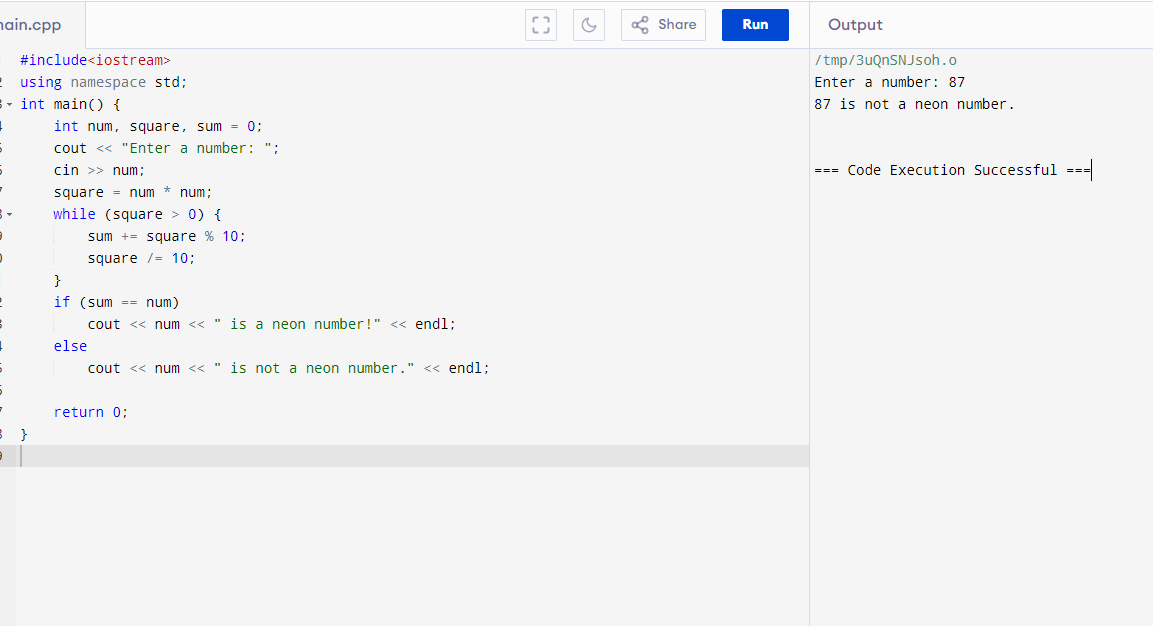 main.cpp
Share
Run
Output
#include<iostream>
using namespace std;
int main() {
    int num, square, sum = 0;
    cout << "Enter a number: ";
    cin >> num;
    square = num * num;
    while (square > 0) {
        sum += square % 10;
        square /= 10;
    }
    if (sum == num)
        cout << num << " is a neon number!" << endl;
    else
        cout << num << " is not a neon number." << endl;
    return 0;
}
/tmp/3uQnSNJsoh.o
Enter a number: 87
87 is not a neon number.
=== Code Execution Successful ===